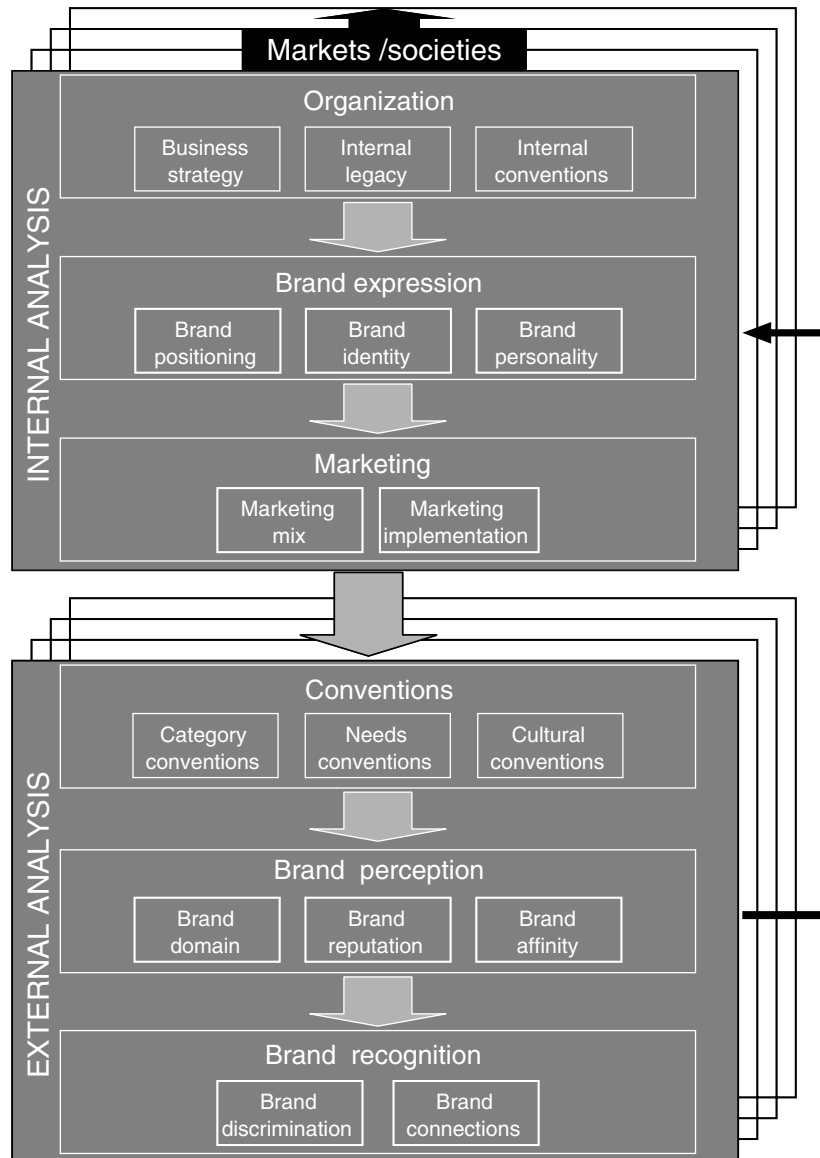 Markets /societies
INTERNAL ANALYSIS
Organization
Business
strategy
Internal
legacy
Internal
conventions
Brand expression
Brand
positioning
Brand
identity
Brand
personality
Marketing
Marketing
mix
Marketing
implementation
EXTERNAL ANALYSIS
Conventions
Category
conventions
Needs
conventions
Cultural
conventions
Brand perception
Brand
domain
Brand
reputation
Brand
affinity
Brand recognition
Brand
discrimination
Brand
connections